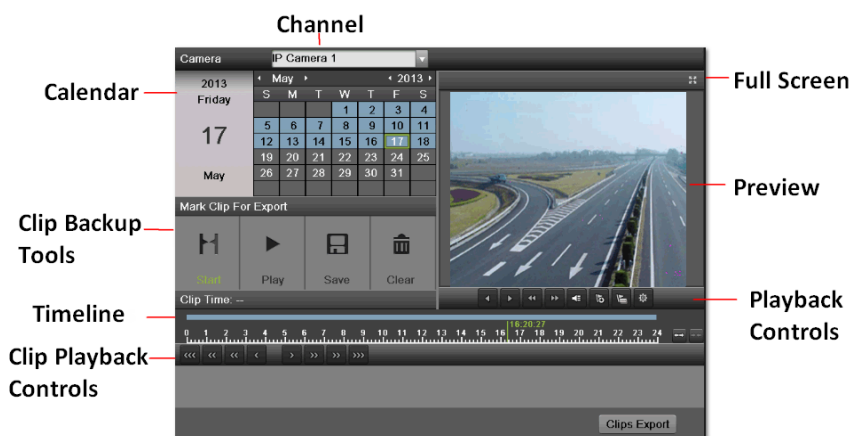 Channel
Camera IP Camera 1
Calendar
2013
Friday
17
May
May 2013
S M T W T F S
1 2 3 4
5 6 7 8 9 10 11
12 13 14 15 16 17 18
19 20 21 22 23 24 25
26 27 28 29 30 31
Full Screen
Preview
Mark Clip For Export
Clip Backup
Tools
Start Play Save Clear
Clip Time: --
Playback
Controls
Timeline
16:20:27
0 1 2 3 4 5 6 7 8 9 10 11 12 13 14 15 16 17 18 19 20 21 22 23 24
Clip Playback
Controls
Clips Export